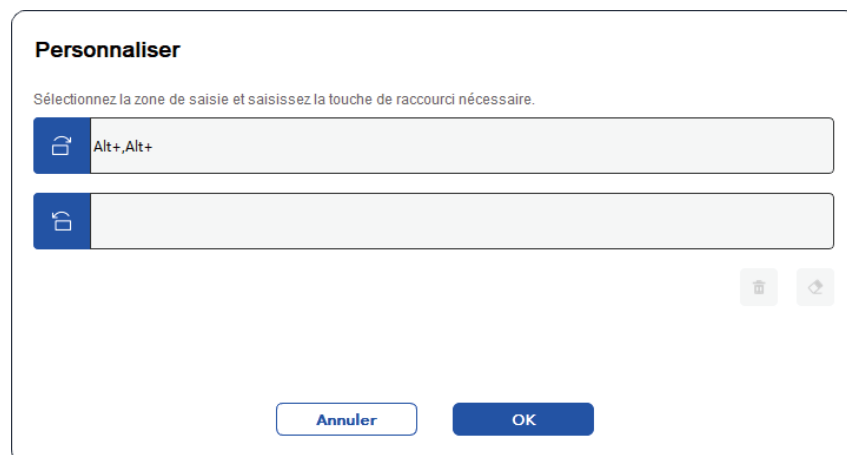 Personnaliser
Sélectionnez la zone de saisie et saisissez la touche de raccourci nécessaire.
Alt+,Alt+
Annuler
OK